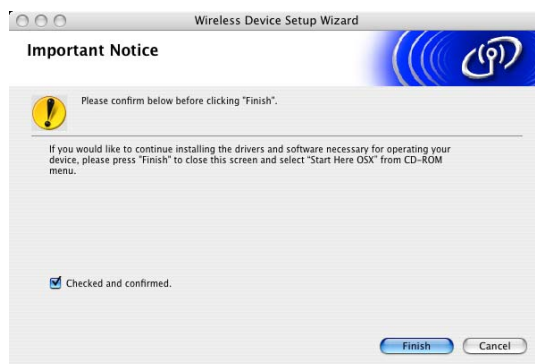 Wireless Device Setup Wizard
Important Notice
Please confirm below before clicking "Finish".
If you would like to continue installing the drivers and software necessary for operating your
device, please press "Finish" to close this screen and select "Start Here OSX" from CD-ROM
menu.
Checked and confirmed.
Finish
Cancel